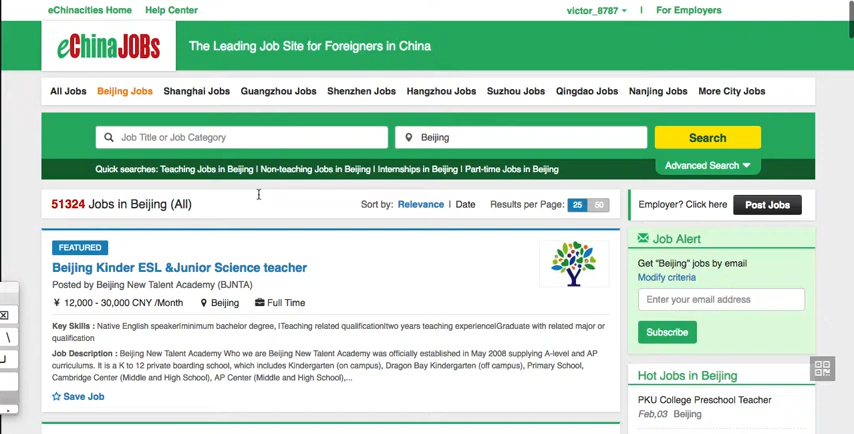 eChinacities Home Help Center victor_8787 | For Employers
eChinaJOBS The Leading Job Site for Foreigners in China
All Jobs Beijing Jobs Shanghai Jobs Guangzhou Jobs Shenzhen Jobs Hangzhou Jobs Suzhou Jobs Qingdao Jobs Nanjing Jobs More City Jobs
Job Title or Job Category Beijing Search
Quick searches: Teaching Jobs in Beijing | Non-teaching Jobs in Beijing | Internships in Beijing | Part-time Jobs in Beijing Advanced Search
51324 Jobs in Beijing (All) Sort by: Relevance | Date Results per Page: 25 50
Employer? Click here Post Jobs
FEATURED
Beijing Kinder ESL &Junior Science teacher
Posted by Beijing New Talent Academy (BJNTA)
¥ 12,000 - 30,000 CNY /Month Beijing Full Time
Key Skills : Native English speaker|minimum bachelor degree, |Teaching related qualification|two years teaching experience|Graduate with related major or
qualification
Job Description : Beijing New Talent Academy Who we are Beijing New Talent Academy was officially established in May 2008 supplying A-level and AP
curriculums. It is a K to 12 private boarding school, which includes Kindergarten (on campus), Dragon Bay Kindergarten (off campus), Primary School,
Cambridge Center (Middle and High School), AP Center (Middle and High School),...
Save Job
Job Alert
Get "Beijing" jobs by email
Modify criteria
Enter your email address
Subscribe
Hot Jobs in Beijing
PKU College Preschool Teacher
Feb,03 Beijing